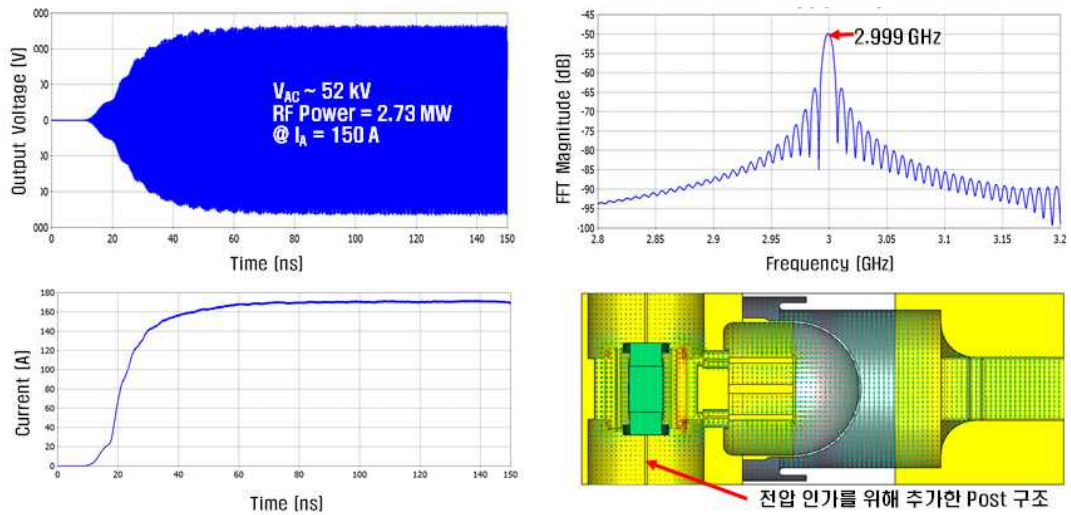 Output Voltage [V]
000
000
0
00
000
0 20 40 60 80 100 120 140 150
Time [ns]
V_AC ~ 52 kV
RF Power = 2.73 MW
@ I_A = 150 A
FFT Magnitude (dB)
-45
-50
-55
-60
-65
-70
-75
-80
-85
-90
-95
-100
2.8 2.85 2.9 2.95 3 3.05 3.1 3.15 3.2
Frequency [GHz]
2.999 GHz
Current [A]
180
160
140
120
100
80
60
40
20
0
0 20 40 60 80 100 120 140 150
Time [ns]
전압 인가를 위해 추가한 Post 구조